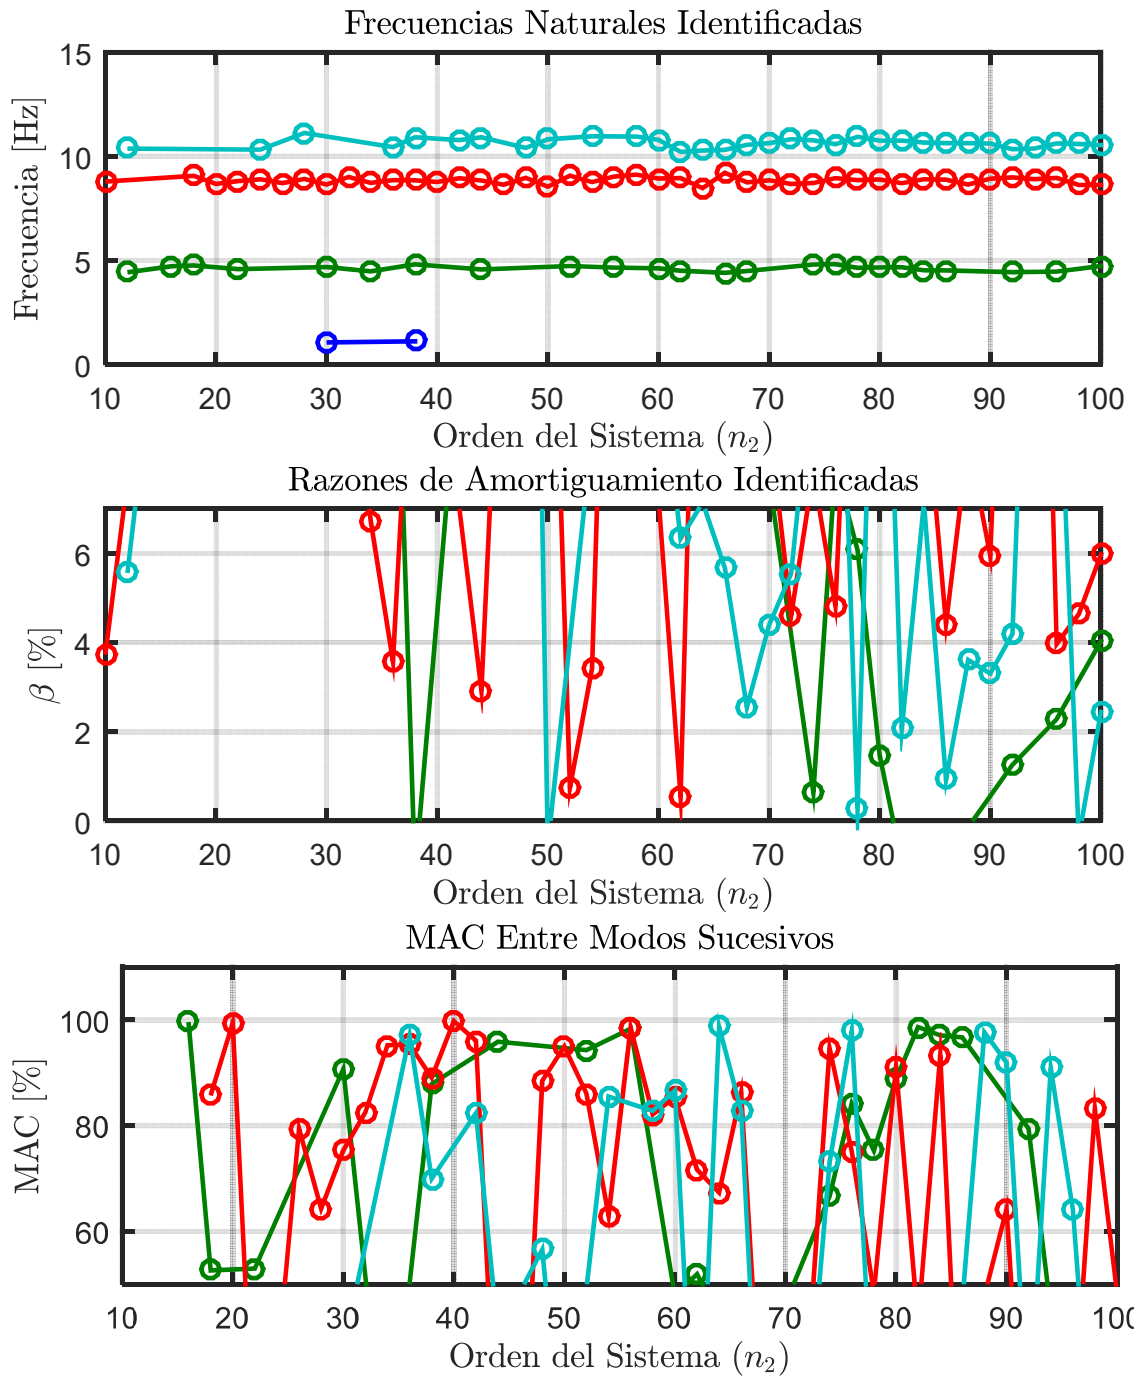 Frecuencias Naturales Identificadas
Frecuencia [Hz]
15
10
5
0
10 20 30 40 50 60 70 80 90 100
Orden del Sistema (n₂)
Razones de Amortiguamiento Identificadas
β [%]
6
4
2
0
10 20 30 40 50 60 70 80 90 100
Orden del Sistema (n₂)
MAC Entre Modos Sucesivos
MAC [%]
100
80
60
10 20 30 40 50 60 70 80 90 100
Orden del Sistema (n₂)